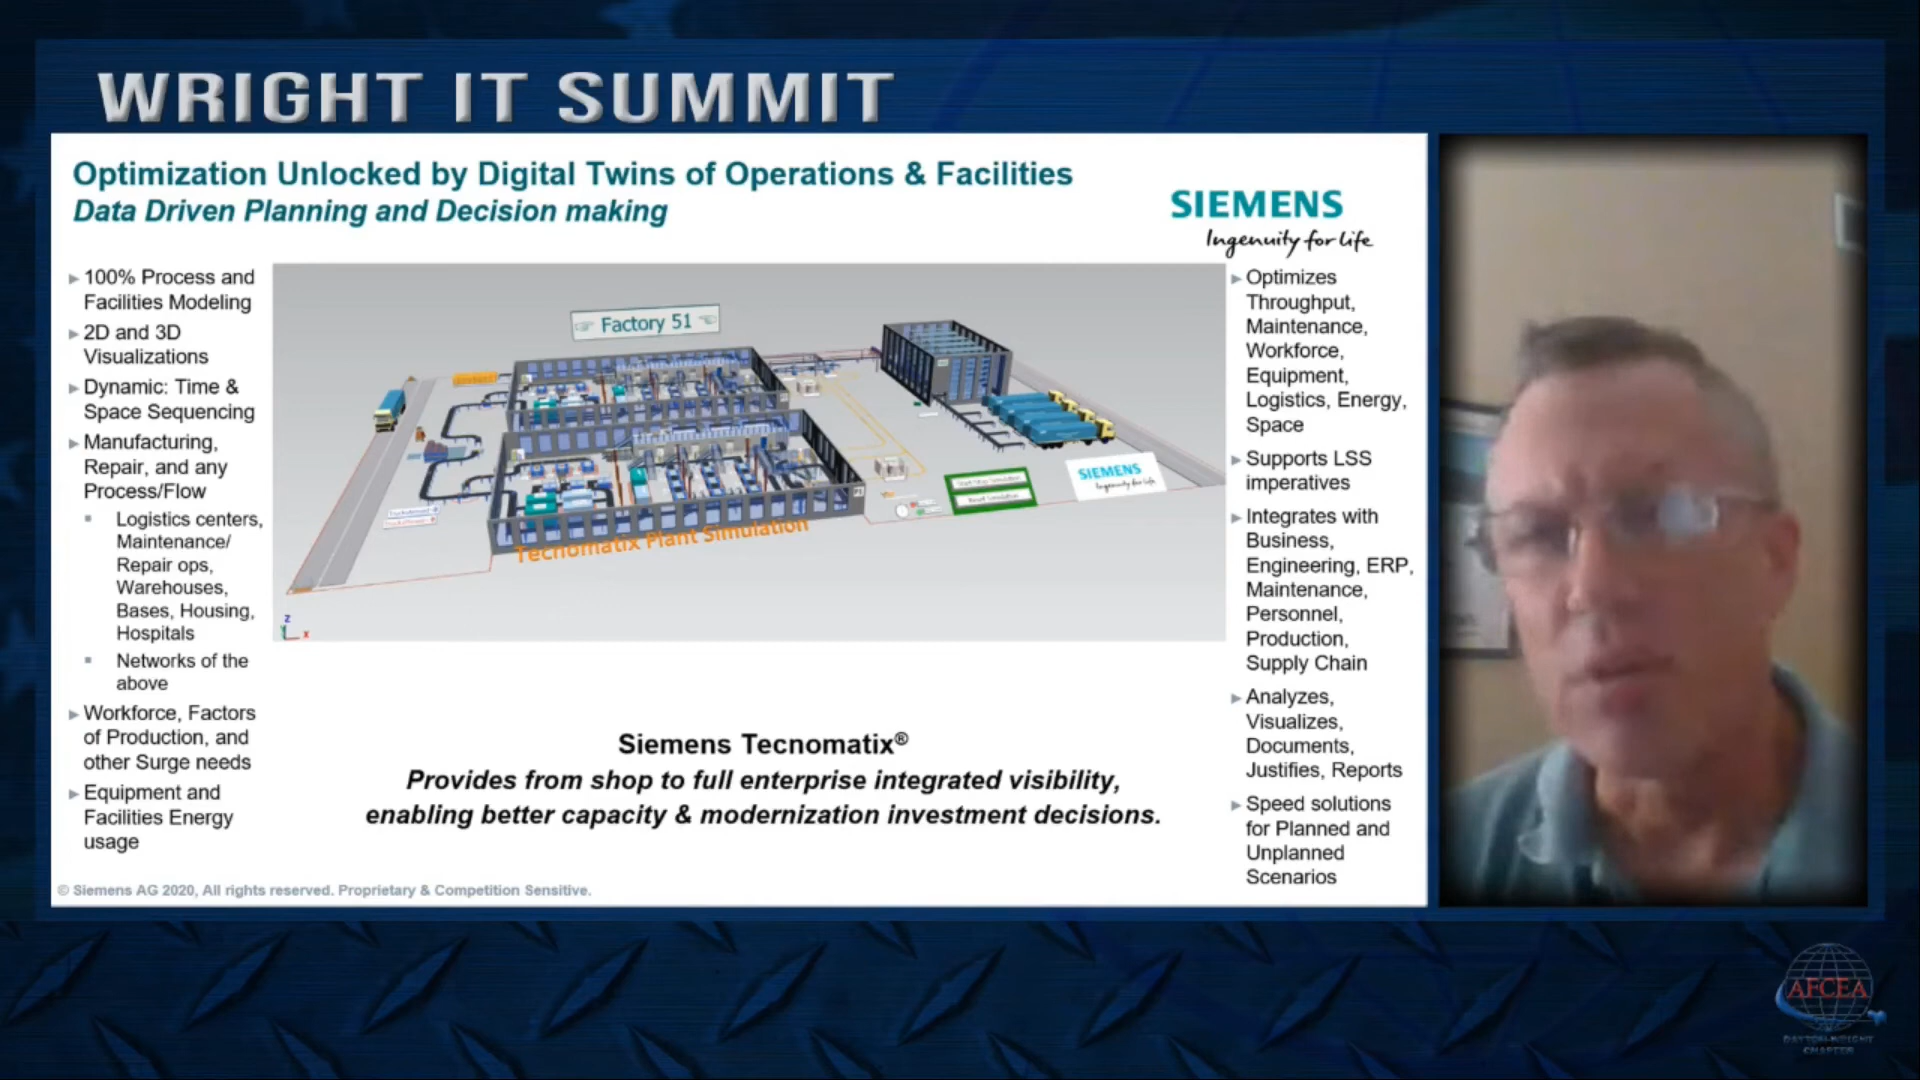 WRIGHT IT SUMMIT
Optimization Unlocked by Digital Twins of Operations & Facilities
Data Driven Planning and Decision making
SIEMENS
Ingenuity for life
100% Process and
Facilities Modeling
2D and 3D
Visualizations
Dynamic: Time &
Space Sequencing
Manufacturing,
Repair, and any
Process/Flow
Logistics centers,
Maintenance/
Repair ops,
Warehouses,
Bases, Housing,
Hospitals
Networks of the
above
Workforce, Factors
of Production, and
other Surge needs
Equipment and
Facilities Energy
usage
Factory 51
SIEMENS
Ingenuity for life
Tecnomatix Plant Simulation
z
x
Siemens Tecnomatix®
Provides from shop to full enterprise integrated visibility,
enabling better capacity & modernization investment decisions.
Optimizes
Throughput,
Maintenance,
Workforce,
Equipment,
Logistics, Energy,
Space
Supports LSS
imperatives
Integrates with
Business,
Engineering, ERP,
Maintenance,
Personnel,
Production,
Supply Chain
Analyzes,
Visualizes,
Documents,
Justifies, Reports
Speed solutions
for Planned and
Unplanned
Scenarios
© Siemens AG 2020, All rights reserved. Proprietary & Competition Sensitive.
AFCEA
DAYTON-WRIGHT
CHAPTER